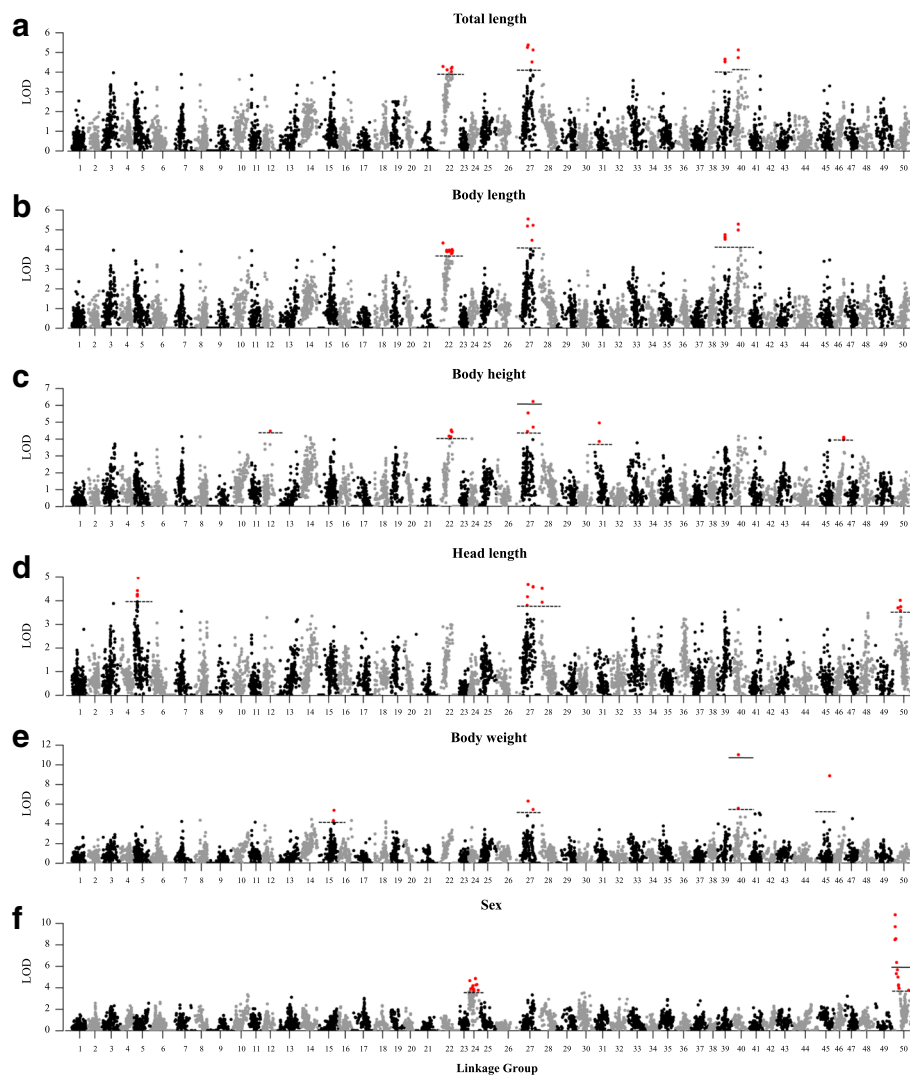 a
Total length
LOD
6
5
4
3
2
1
0
1 2 3 4 5 6 7 8 9 10 11 12 13 14 15 16 17 18 19 20 21 22 23 24 25 26 27 28 29 30 31 32 33 34 35 36 37 38 39 40 41 42 43 44 45 46 47 48 49 50
b
Body length
LOD
6
5
4
3
2
1
0
1 2 3 4 5 6 7 8 9 10 11 12 13 14 15 16 17 18 19 20 21 22 23 24 25 26 27 28 29 30 31 32 33 34 35 36 37 38 39 40 41 42 43 44 45 46 47 48 49 50
c
Body height
LOD
7
6
5
4
3
2
1
0
1 2 3 4 5 6 7 8 9 10 11 12 13 14 15 16 17 18 19 20 21 22 23 24 25 26 27 28 29 30 31 32 33 34 35 36 37 38 39 40 41 42 43 44 45 46 47 48 49 50
d
Head length
LOD
5
4
3
2
1
0
1 2 3 4 5 6 7 8 9 10 11 12 13 14 15 16 17 18 19 20 21 22 23 24 25 26 27 28 29 30 31 32 33 34 35 36 37 38 39 40 41 42 43 44 45 46 47 48 49 50
e
Body weight
LOD
12
10
8
6
4
2
0
1 2 3 4 5 6 7 8 9 10 11 12 13 14 15 16 17 18 19 20 21 22 23 24 25 26 27 28 29 30 31 32 33 34 35 36 37 38 39 40 41 42 43 44 45 46 47 48 49 50
f
Sex
LOD
10
8
6
4
2
0
1 2 3 4 5 6 7 8 9 10 11 12 13 14 15 16 17 18 19 20 21 22 23 24 25 26 27 28 29 30 31 32 33 34 35 36 37 38 39 40 41 42 43 44 45 46 47 48 49 50
Linkage Group